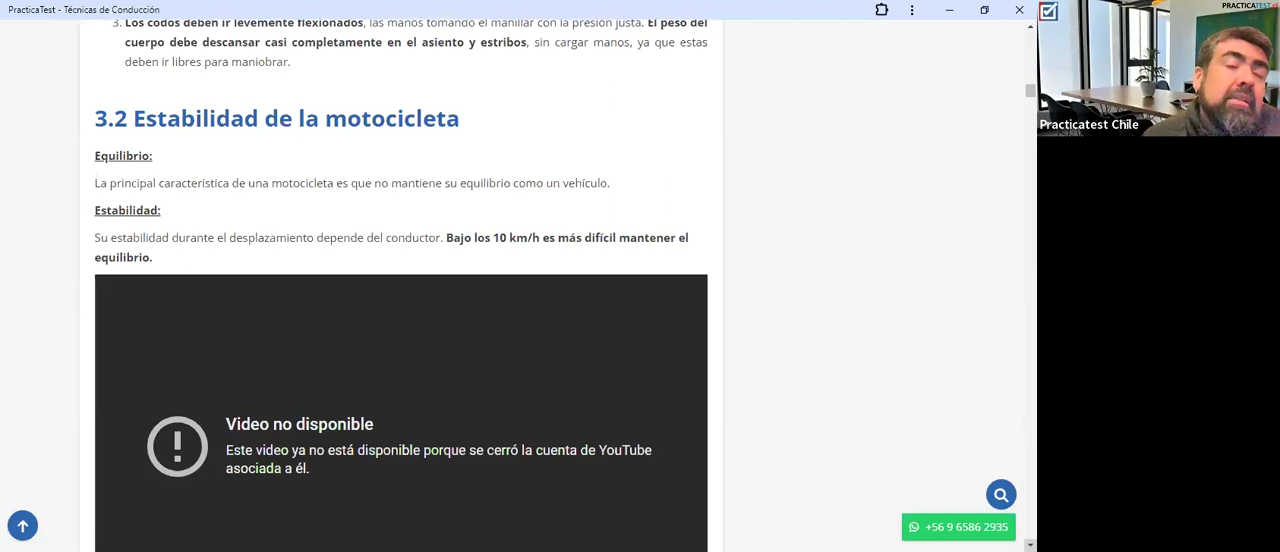 PracticaTest - Técnicas de Conducción
PRACTICATEST.CL
3. Los codos deben ir levemente flexionados, las manos tomando el manillar con la presión justa. El peso del
cuerpo debe descansar casi completamente en el asiento y estribos, sin cargar manos, ya que estas
deben ir libres para maniobrar.
3.2 Estabilidad de la motocicleta
Equilibrio:
La principal característica de una motocicleta es que no mantiene su equilibrio como un vehículo.
Estabilidad:
Su estabilidad durante el desplazamiento depende del conductor. Bajo los 10 km/h es más difícil mantener el
equilibrio.
Video no disponible
Este video ya no está disponible porque se cerró la cuenta de YouTube
asociada a él.
+56 9 6586 2935
Practicatest Chile